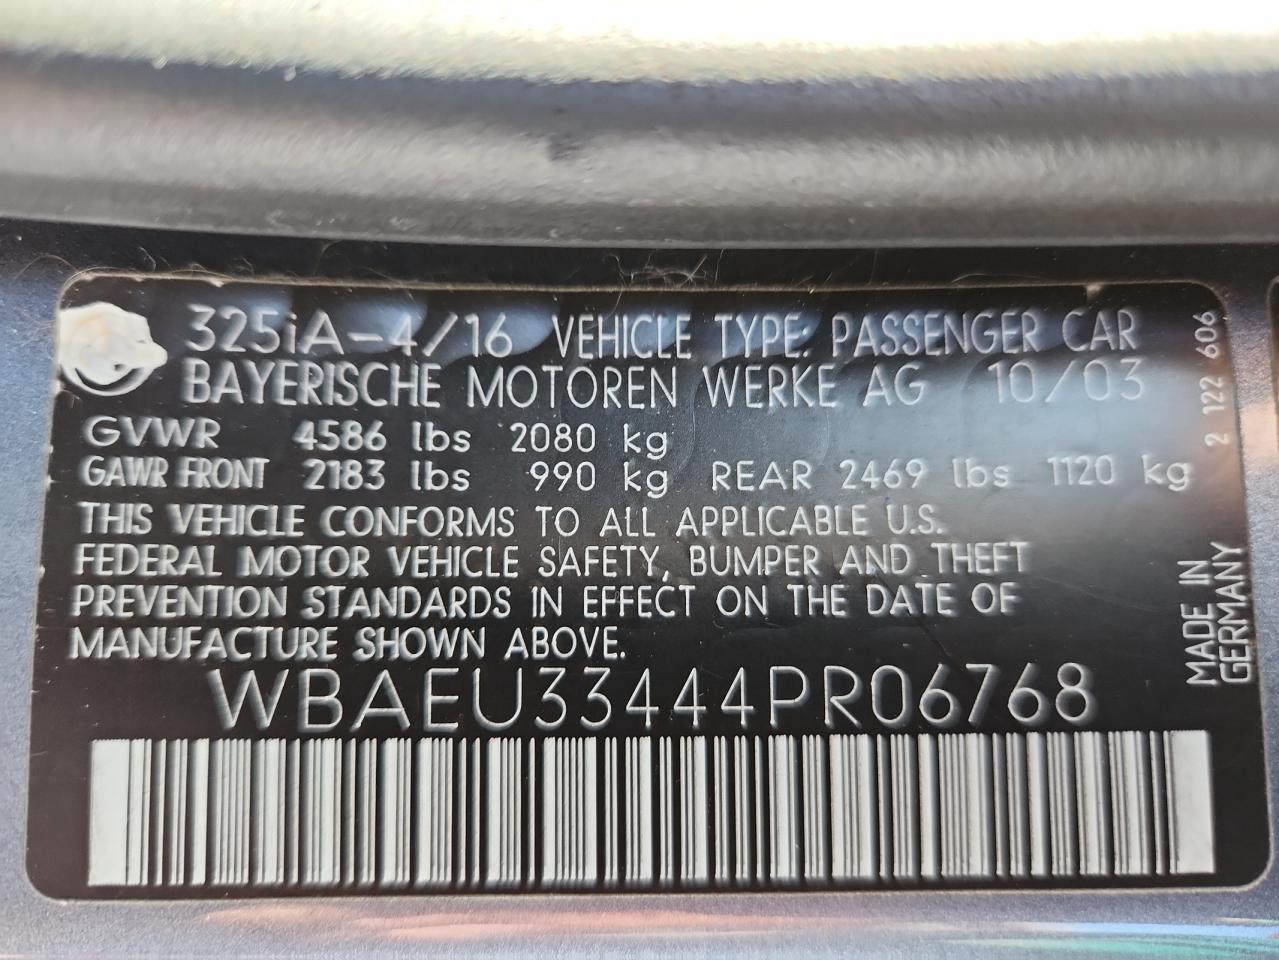 325iA-4/16 VEHICLE TYPE: PASSENGER CAR
BAYERISCHE MOTOREN WERKE AG 10/03
GVWR 4586 lbs 2080 kg
GAWR FRONT 2183 lbs 990 kg REAR 2469 lbs 1120 kg
THIS VEHICLE CONFORMS TO ALL APPLICABLE U.S.
FEDERAL MOTOR VEHICLE SAFETY, BUMPER AND THEFT
PREVENTION STANDARDS IN EFFECT ON THE DATE OF
MANUFACTURE SHOWN ABOVE.
WBAEU33444PR06768
2 122 606
MADE IN
GERMANY